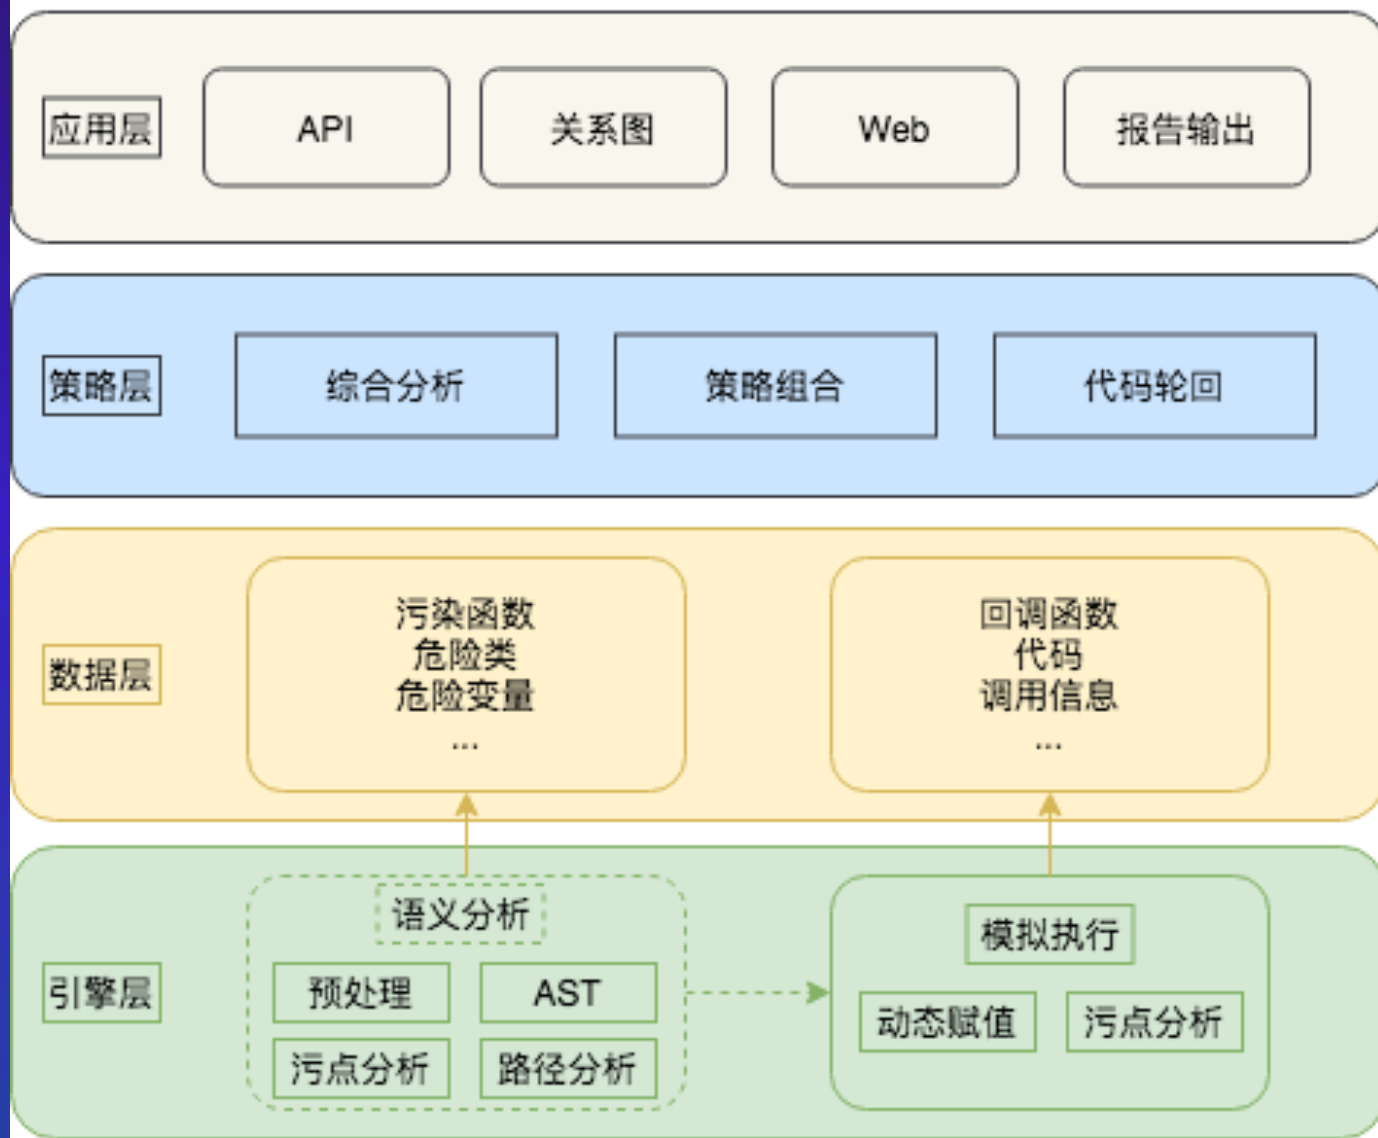 应用层
API
关系图
Web
报告输出
策略层
综合分析
策略组合
代码轮回
数据层
污染函数
危险类
危险变量
...
回调函数
代码
调用信息
...
引擎层
语义分析
预处理
AST
污点分析
路径分析
模拟执行
动态赋值
污点分析